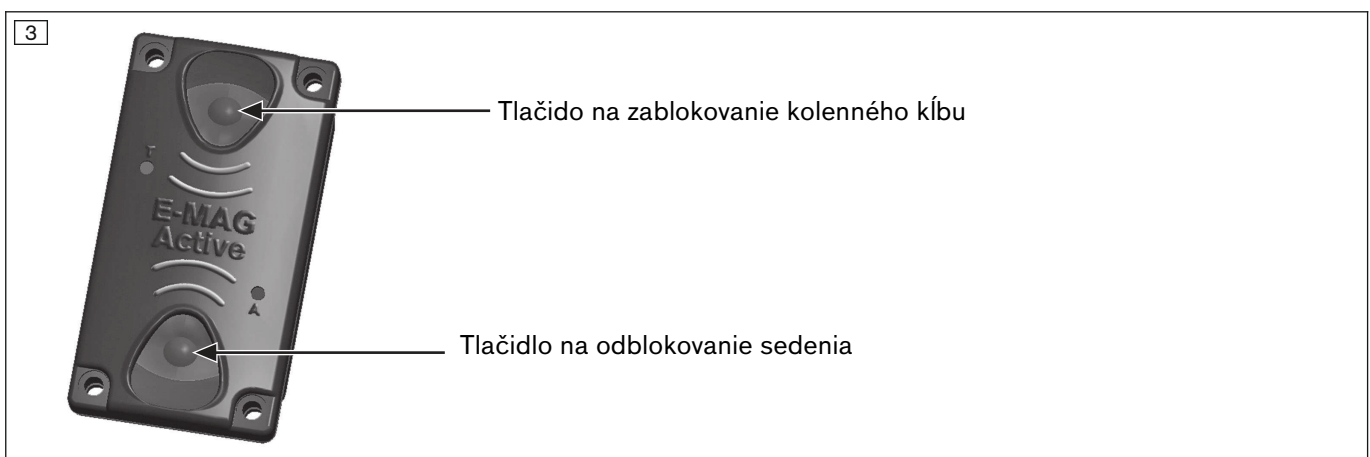 3
Tlačido na zablokovanie kolenného kĺbu
T
E-MAG
Active
A
Tlačidlo na odblokovanie sedenia